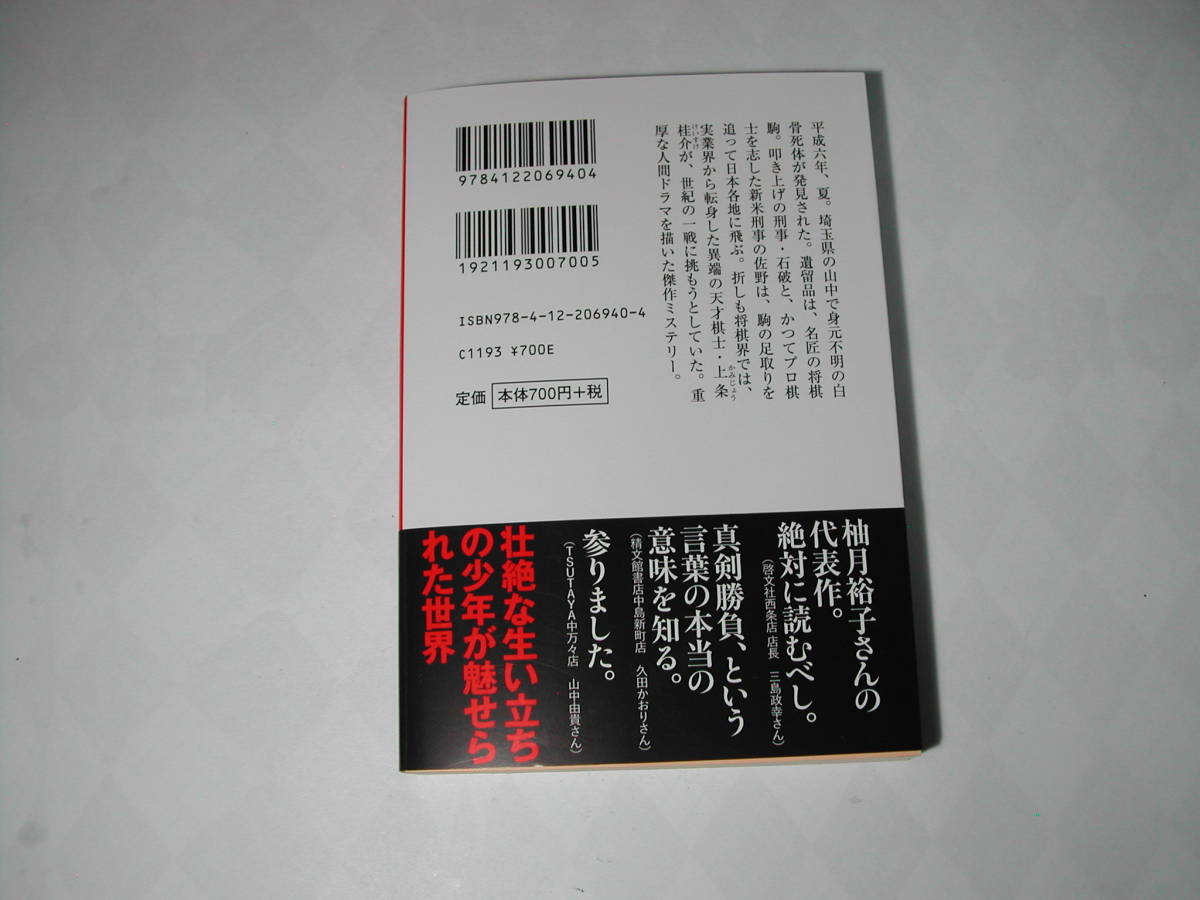 平成六年、夏。埼玉県の山中で身元不明の白
骨死体が発見された。遺留品は、名匠の将棋
駒。叩き上げの刑事・石破と、かつてプロ棋
士を志した新米刑事の佐野は、駒の足取りを
追って日本各地に飛ぶ。折しも将棋界では、
実業界から転身した異端の天才棋士・上条
かみじょう
桂介が、世紀の一戦に挑もうとしていた。重
けいすけ
厚な人間ドラマを描いた傑作ミステリー。
9784122069404
1921193007005
ISBN978-4-12-206940-4
C1193 ¥700E
定価 本体700円+税
柚月裕子さんの
代表作。
絶対に読むべし。
(啓文社西条店 店長 三島政幸さん)
真剣勝負、という
言葉の本当の
意味を知る。
(精文館書店中島新町店 久田かおりさん)
参りました。
(TSUTAYA中万々店 山中由貴さん)
壮絶な生い立ち
の少年が魅せら
れた世界